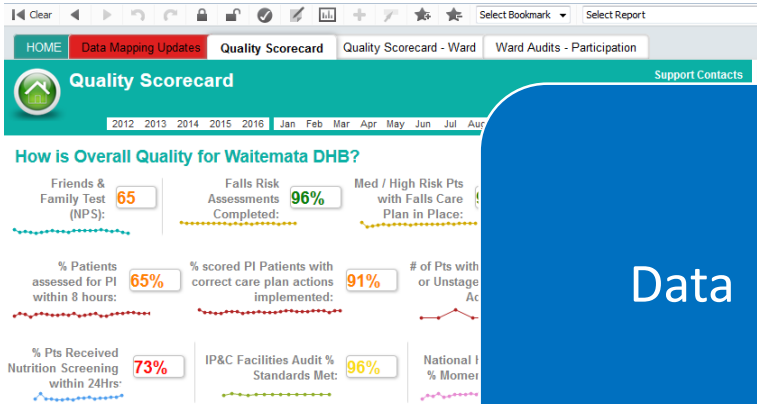 Clear Select Bookmark Select Report
HOME Data Mapping Updates Quality Scorecard Quality Scorecard - Ward Ward Audits - Participation
Quality Scorecard
Support Contacts
2012 2013 2014 2015 2016 Jan Feb Mar Apr May Jun Jul
How is Overall Quality for Waitemata DHB?
Friends &
Family Test
(NPS):
65
Falls Risk
Assessments
Completed:
96%
Med / High Risk Pts
with Falls Care
Plan in Place:
% Patients
assessed for PI
within 8 hours:
65%
% scored PI Patients with
correct care plan actions
implemented:
91%
# of Pts with
or Unstage
% Pts Received
Nutrition Screening
within 24Hrs
73%
IP&C Facilities Audit %
Standards Met:
96%
National
% Momen
Data